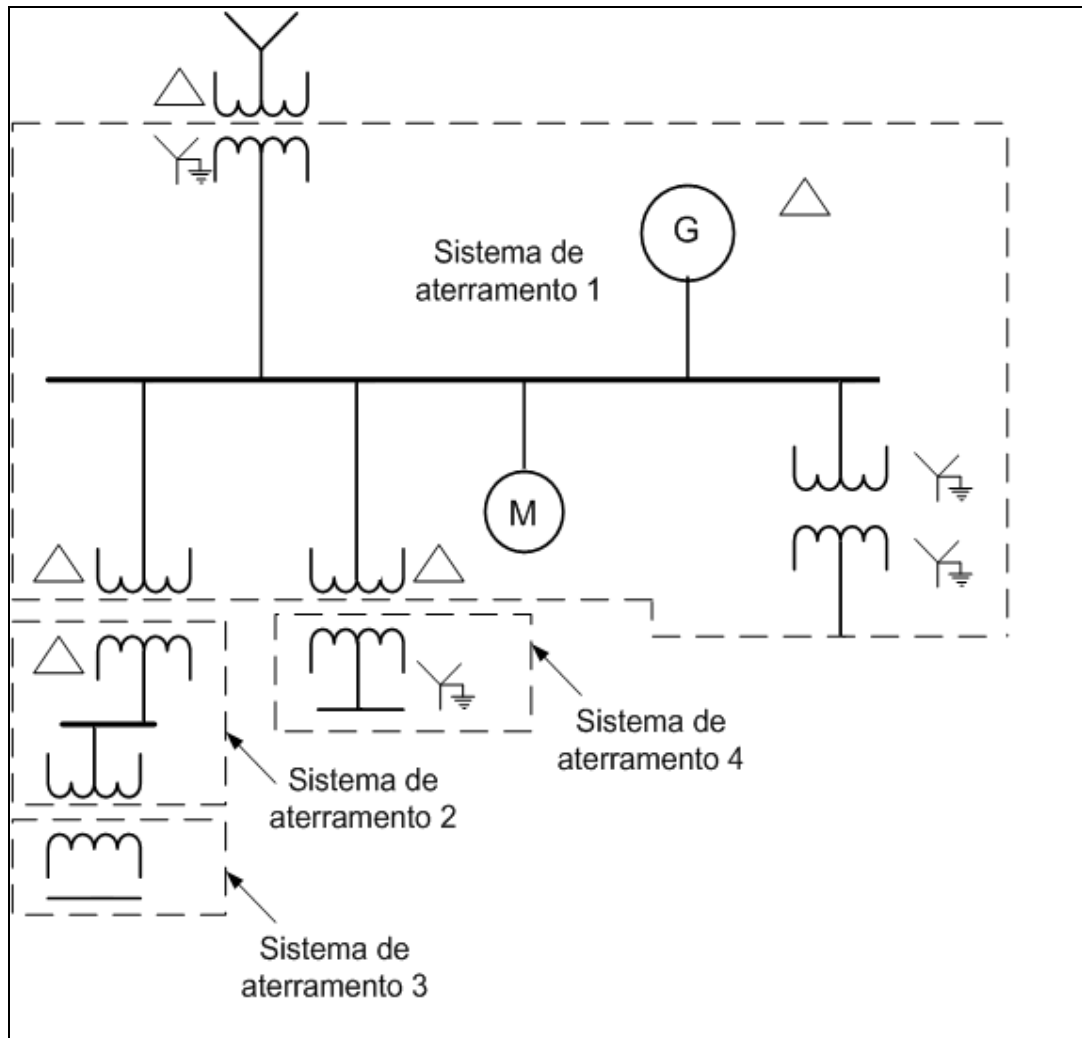 G
Sistema de
aterramento 1
M
Sistema de
aterramento 4
Sistema de
aterramento 2
Sistema de
aterramento 3